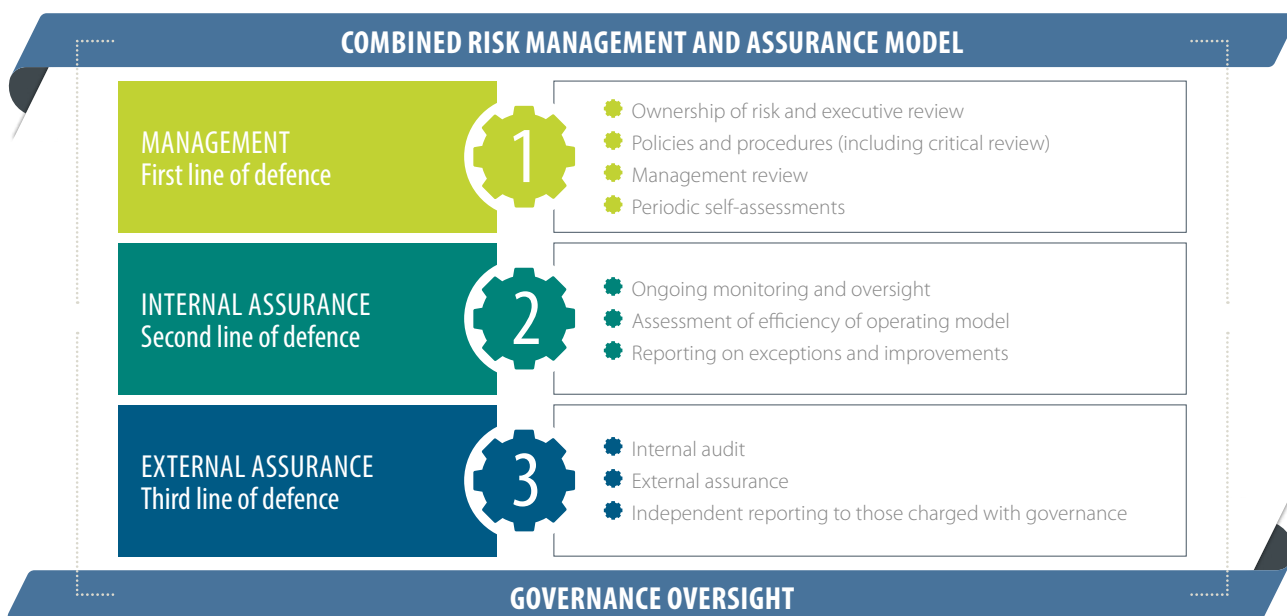 COMBINED RISK MANAGEMENT AND ASSURANCE MODEL
MANAGEMENT
First line of defence
1
Ownership of risk and executive review
Policies and procedures (including critical review)
Management review
Periodic self-assessments
INTERNAL ASSURANCE
Second line of defence
2
Ongoing monitoring and oversight
Assessment of efficiency of operating model
Reporting on exceptions and improvements
EXTERNAL ASSURANCE
Third line of defence
3
Internal audit
External assurance
Independent reporting to those charged with governance
GOVERNANCE OVERSIGHT